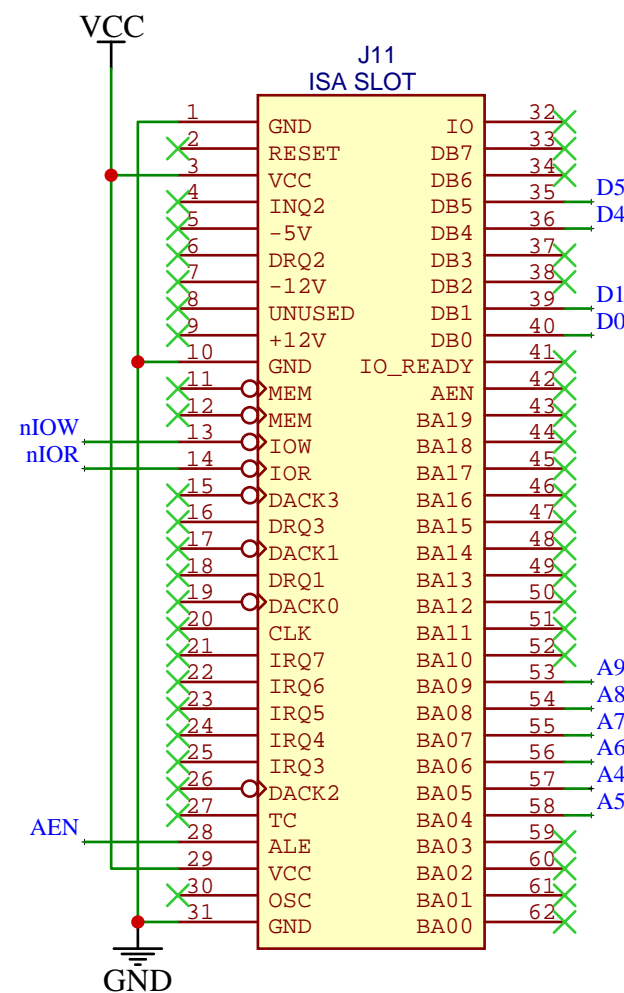 VCC
J11
ISA SLOT
1 GND IO 32
2 RESET DB7 33
3 VCC DB6 34
4 INQ2 DB5 35 D5
5 -5V DB4 36 D4
6 DRQ2 DB3 37
7 -12V DB2 38
8 UNUSED DB1 39 D1
9 +12V DB0 40 D0
10 GND IO_READY 41
11 MEM AEN 42
12 MEM BA19 43
nIOW 13 IOW BA18 44
nIOR 14 IOR BA17 45
15 DACK3 BA16 46
16 DRQ3 BA15 47
17 DACK1 BA14 48
18 DRQ1 BA13 49
19 DACK0 BA12 50
20 CLK BA11 51
21 IRQ7 BA10 52
22 IRQ6 BA09 53 A9
23 IRQ5 BA08 54 A8
24 IRQ4 BA07 55 A7
25 IRQ3 BA06 56 A6
26 DACK2 BA05 57 A4
27 TC BA04 58 A5
AEN 28 ALE BA03 59
29 VCC BA02 60
30 OSC BA01 61
31 GND BA00 62
GND